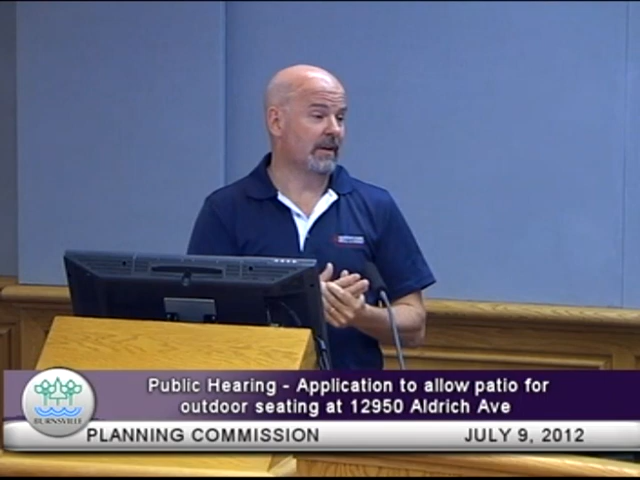 Public Hearing - Application to allow patio for
outdoor seating at 12950 Aldrich Ave
BURNSVILLE
PLANNING COMMISSION JULY 9, 2012